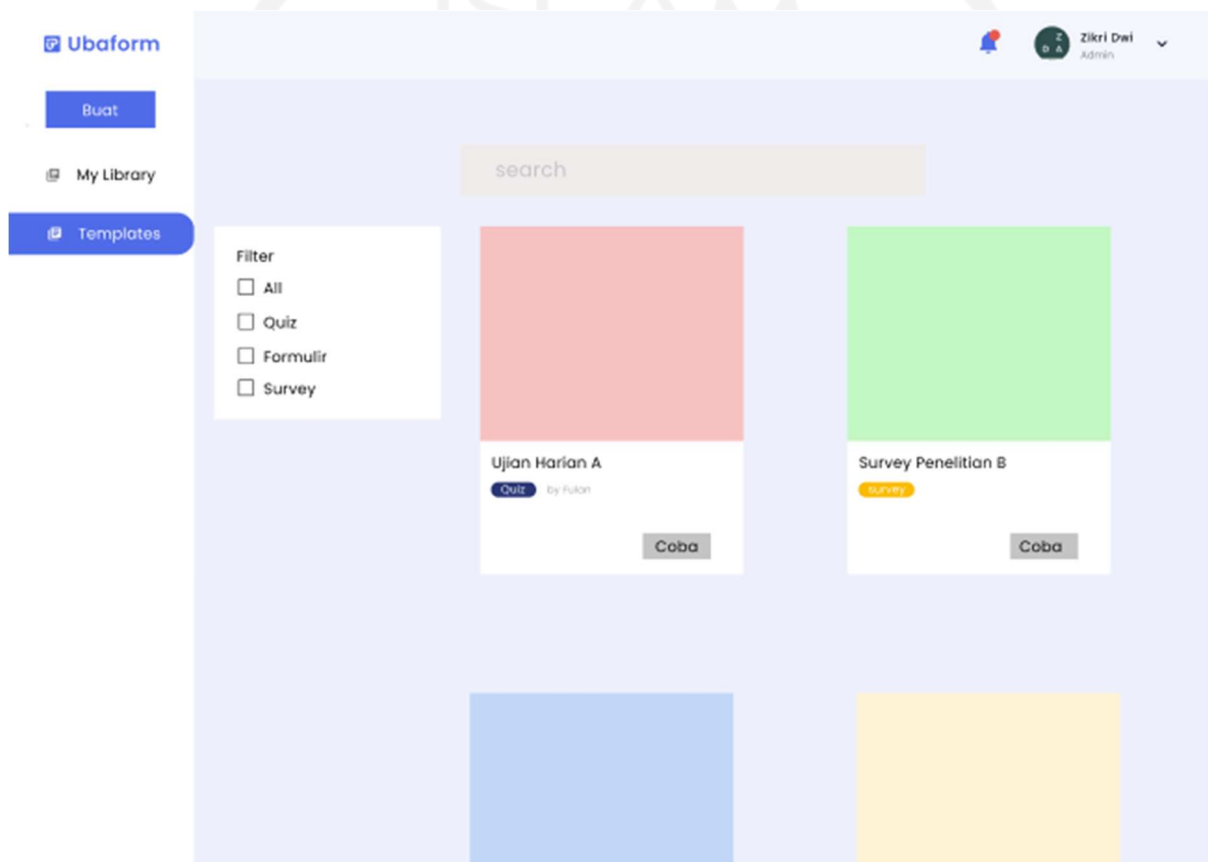 ISLAM
Ubaform
Zikri Dwi
Admin
Z
D A
Buat
My Library
Templates
search
Filter
All
Quiz
Formulir
Survey
Ujian Harian A
Quiz by Fulan
Coba
Survey Penelitian B
survey
Coba